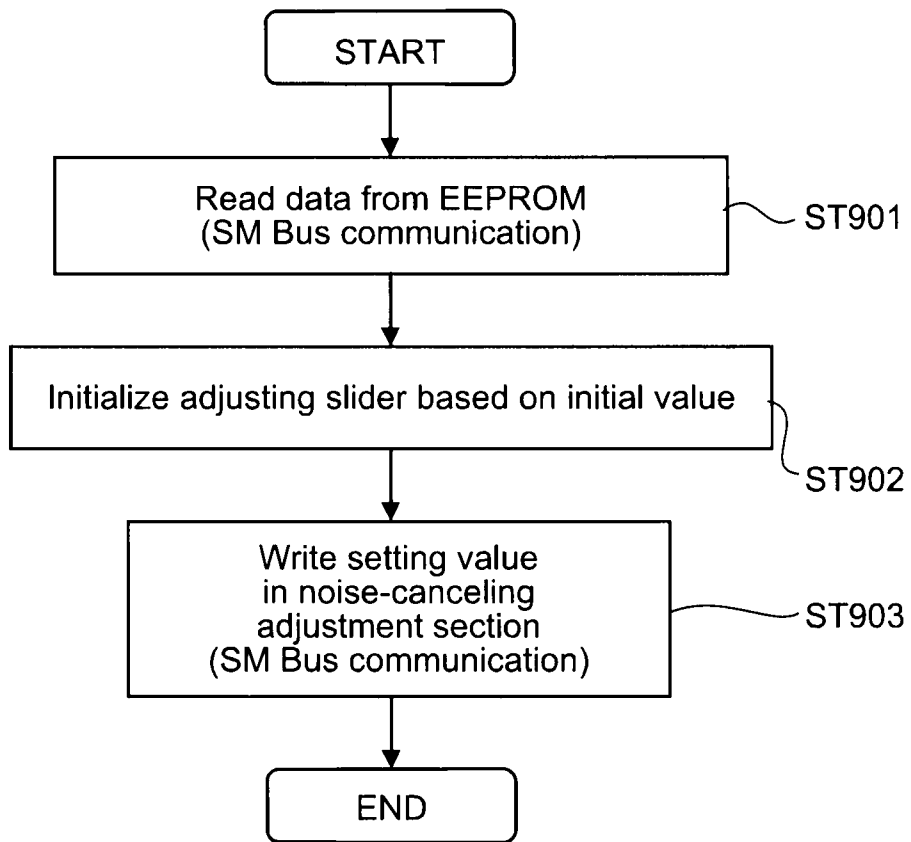 START
Read data from EEPROM
(SM Bus communication)
ST901
Initialize adjusting slider based on initial value
ST902
Write setting value
in noise-canceling
adjustment section
(SM Bus communication)
ST903
END